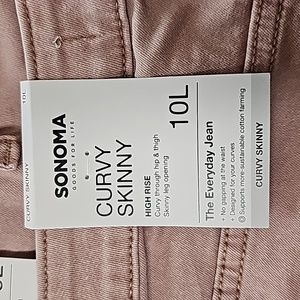 SONOMA
GOODS FOR LIFE
CURVY
SKINNY
HIGH RISE
Curvy through hip & thigh
Skinny leg opening
10L
The Everyday Jean
• No gapping at the waist
• Designed for your curves
Supports more-sustainable cotton farming
CURVY SKINNY
10L
CURVY SKINNY
0L